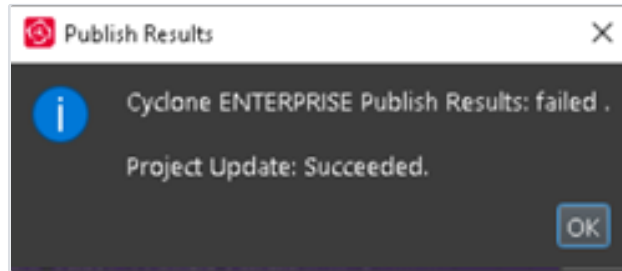 Publish Results
Cyclone ENTERPRISE Publish Results: failed .
Project Update: Succeeded.
OK